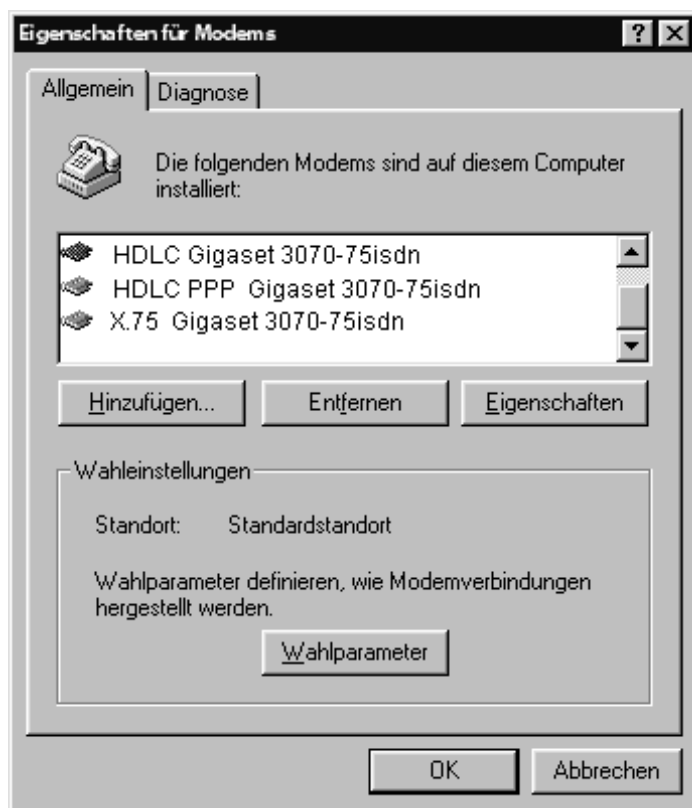 Eigenschaften für Modems
Allgemein Diagnose
Die folgenden Modems sind auf diesem Computer
installiert:
HDLC Gigaset 3070-75isdn
HDLC PPP Gigaset 3070-75isdn
X.75 Gigaset 3070-75isdn
Hinzufügen... Entfernen Eigenschaften
Wahleinstellungen
Standort: Standardstandort
Wahlparameter definieren, wie Modemverbindungen
hergestellt werden.
Wahlparameter
OK Abbrechen